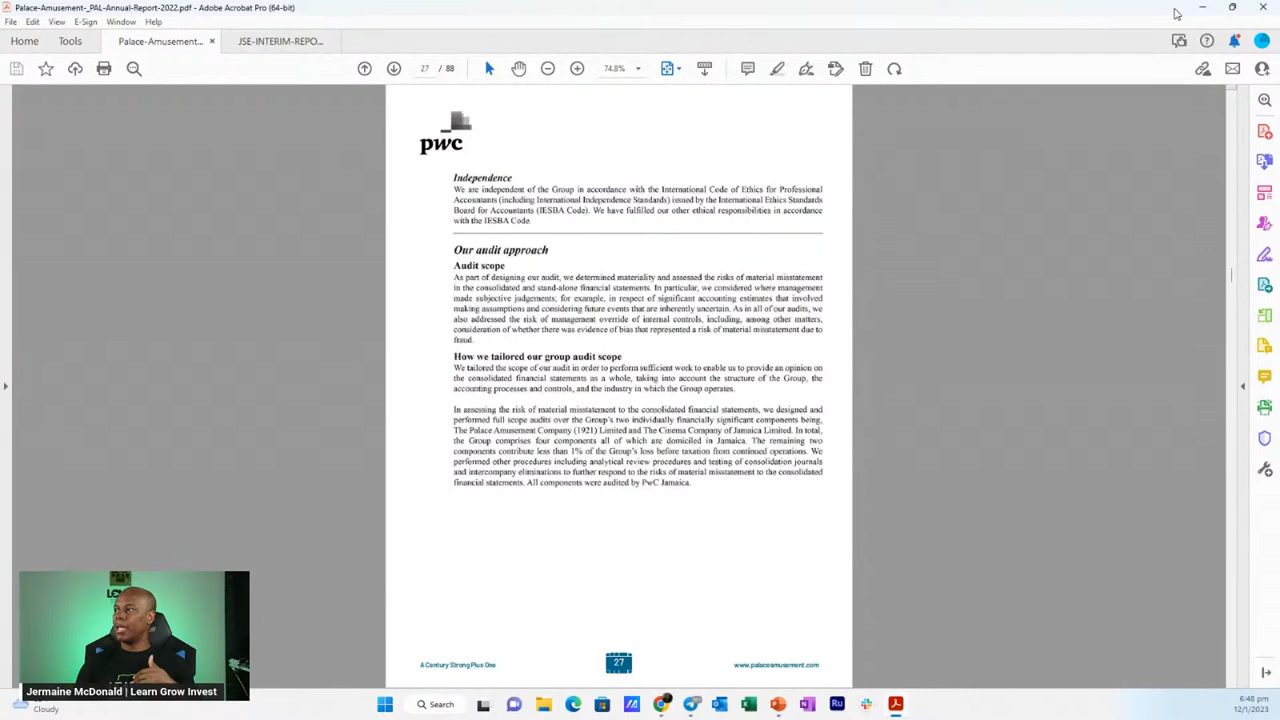 Palace-Amusement-_PAL-Annual-Report-2022.pdf - Adobe Acrobat Pro (64-bit)
File Edit View E-Sign Window Help
Home Tools Palace-Amusement... × JSE-INTERIM-REPO...
27 / 88 74.8%
pwc
Independence
We are independent of the Group in accordance with the International Code of Ethics for Professional
Accountants (including International Independence Standards) issued by the International Ethics Standards
Board for Accountants (IESBA Code). We have fulfilled our other ethical responsibilities in accordance
with the IESBA Code.
Our audit approach
Audit scope
As part of designing our audit, we determined materiality and assessed the risks of material misstatement
in the consolidated and stand-alone financial statements. In particular, we considered where management
made subjective judgements; for example, in respect of significant accounting estimates that involved
making assumptions and considering future events that are inherently uncertain. As in all of our audits, we
also addressed the risk of management override of internal controls, including, among other matters,
consideration of whether there was evidence of bias that represented a risk of material misstatement due to
fraud.
How we tailored our group audit scope
We tailored the scope of our audit in order to perform sufficient work to enable us to provide an opinion on
the consolidated financial statements as a whole, taking into account the structure of the Group, the
accounting processes and controls, and the industry in which the Group operates.
In assessing the risk of material misstatement to the consolidated financial statements, we designed and
performed full scope audits over the Group's two individually financially significant components being,
The Palace Amusement Company (1921) Limited and The Cinema Company of Jamaica Limited. In total,
the Group comprises four components all of which are domiciled in Jamaica. The remaining two
components contribute less than 1% of the Group's loss before taxation from continued operations. We
performed other procedures including analytical review procedures and testing of consolidation journals
and intercompany eliminations to further respond to the risks of material misstatement to the consolidated
financial statements. All components were audited by PwC Jamaica.
A Century Strong Plus One 27 www.palaceamusement.com
Jermaine McDonald | Learn Grow Invest
Cloudy
Search
Ru
6:48 pm
12/1/2023